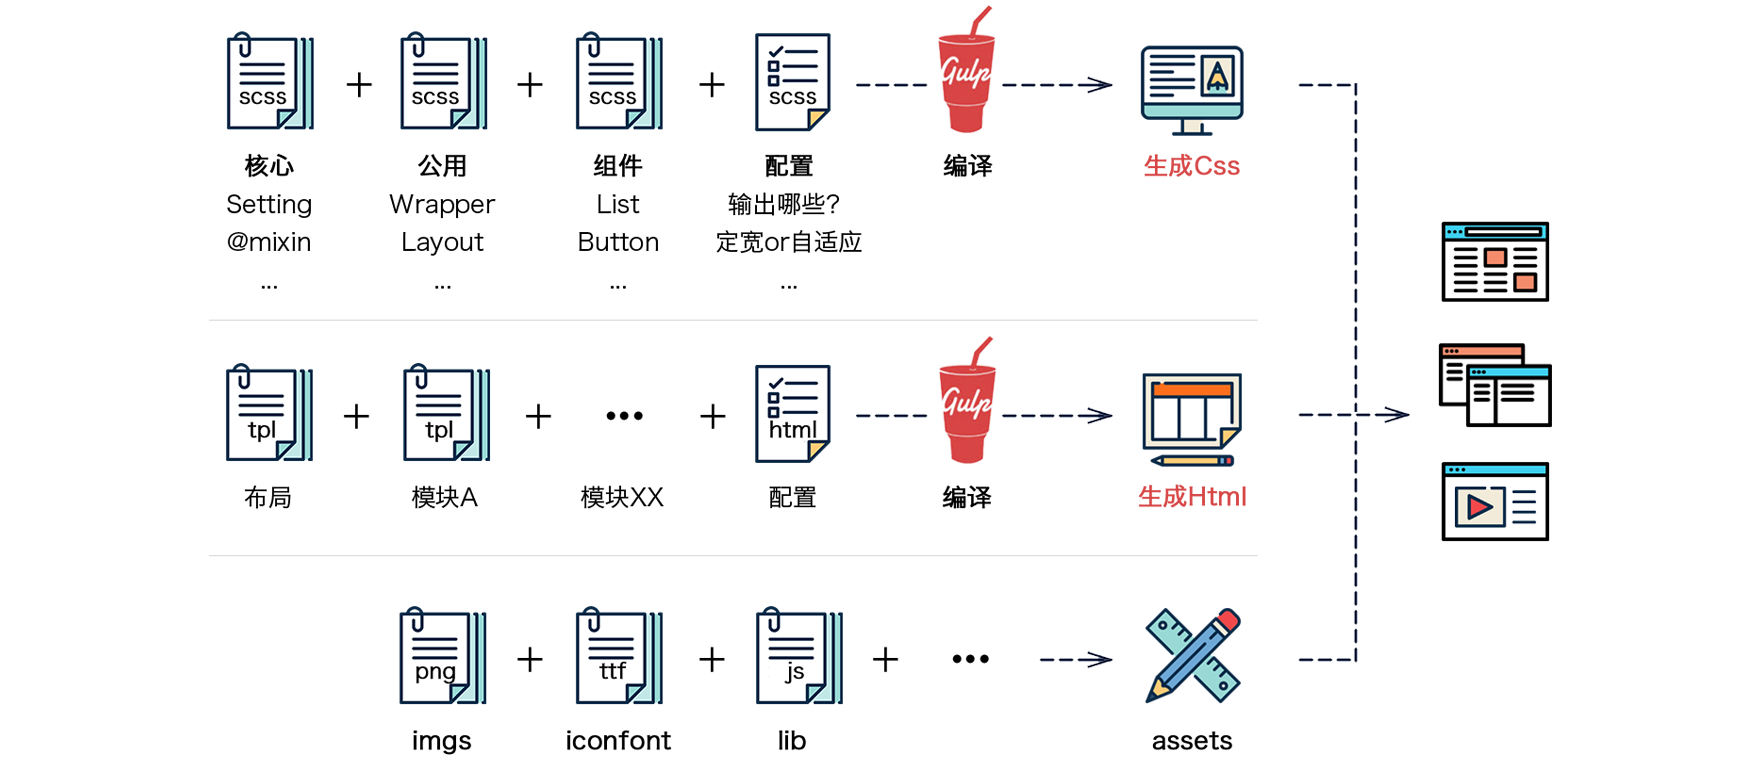 scss
scss
scss
scss
Gulp
核心
公用
组件
配置
编译
生成Css
Setting
Wrapper
List
输出哪些?
@mixin
Layout
Button
定宽or自适应
...
...
...
...
tpl
tpl
...
html
Gulp
布局
模块A
模块XX
配置
编译
生成Html
png
ttf
js
...
imgs
iconfont
lib
assets